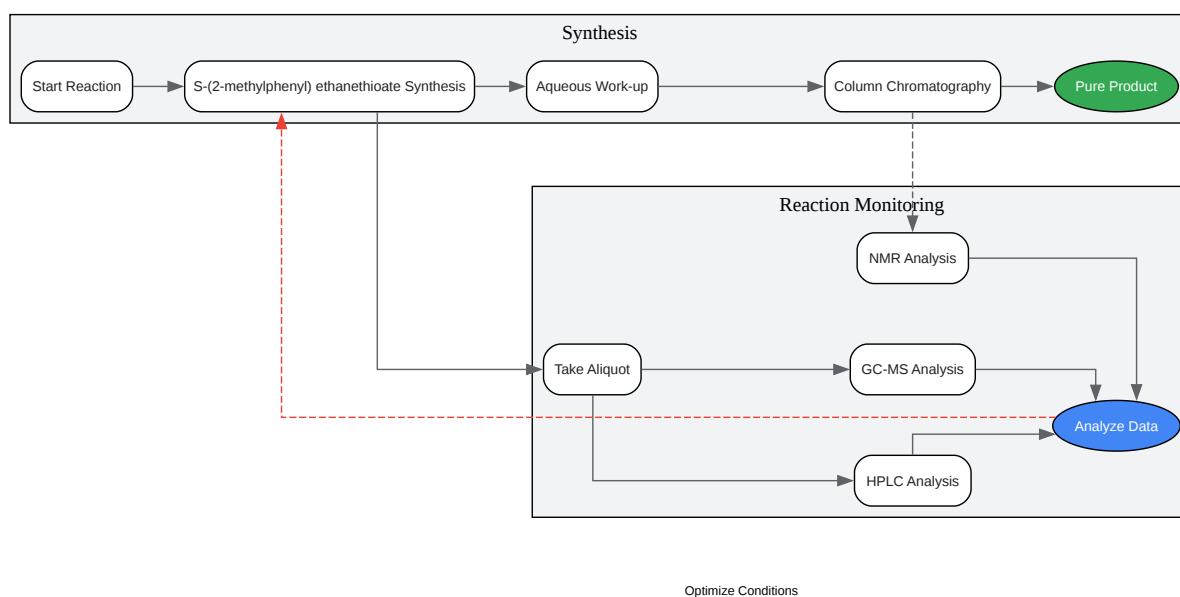 Synthesis
Start Reaction
S-(2-methylphenyl) ethanethioate Synthesis
Aqueous Work-up
Column Chromatography
Pure Product
Reaction Monitoring
NMR Analysis
Take Aliquot
GC-MS Analysis
Analyze Data
HPLC Analysis
Optimize Conditions